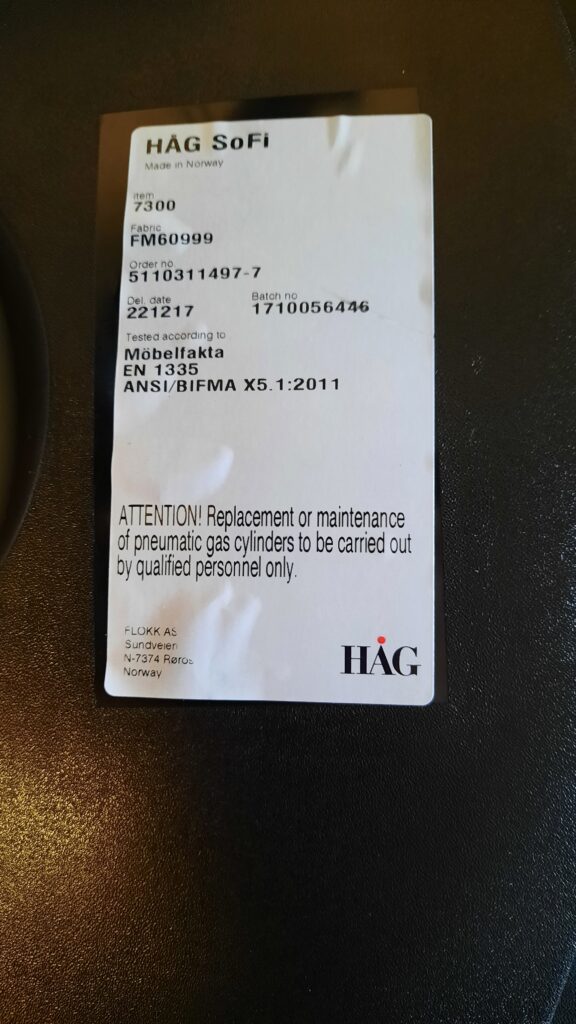 HÅG SoFi
Made in Norway
Item
7300
Fabric
FM60999
Order no
5110311497-7
Del. date Batch no
221217 1710056446
Tested according to
Möbelfakta
EN 1335
ANSI/BIFMA X5.1:2011
ATTENTION! Replacement or maintenance
of pneumatic gas cylinders to be carried out
by qualified personnel only.
FLOKK AS
Sundveien
N-7374 Røros
Norway
HÅG